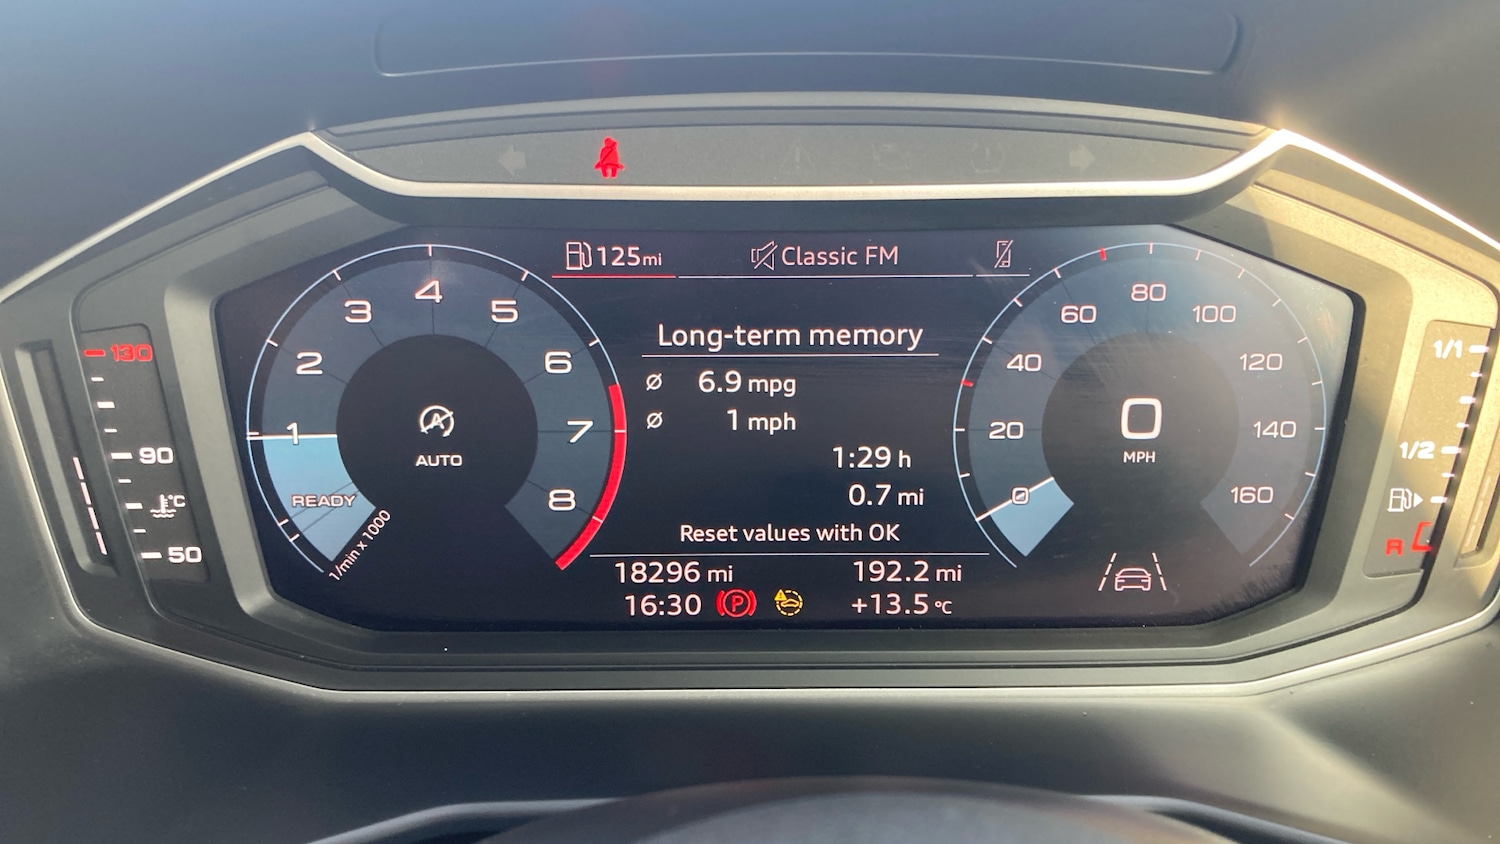 125mi Classic FM
Long-term memory
Ø 6.9 mpg
Ø 1 mph
1:29 h
0.7 mi
Reset values with OK
18296 mi 192.2 mi
16:30 P +13.5 °C
1 2 3 4 5 6 7 8
READY
1/min x 1000
A
AUTO
0 20 40 60 80 100 120 140 160
0
MPH
130
90
°C
50
1/1
1/2
R